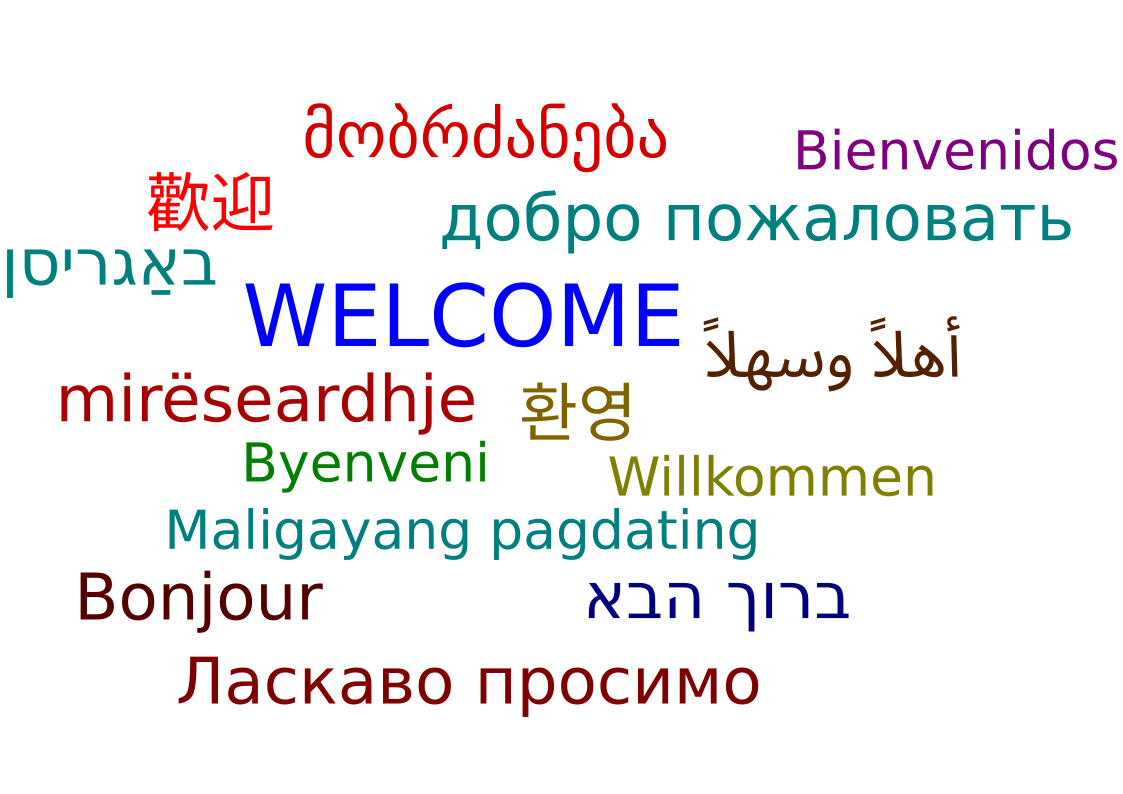 მობრძანება
Bienvenidos
歡迎
добро пожаловать
באַגריסן
WELCOME
أهلاً وسهلاً
mirëseardhje
환영
Byenveni
Willkommen
Maligayang pagdating
Bonjour
ברוך הבא
Ласкаво просимо